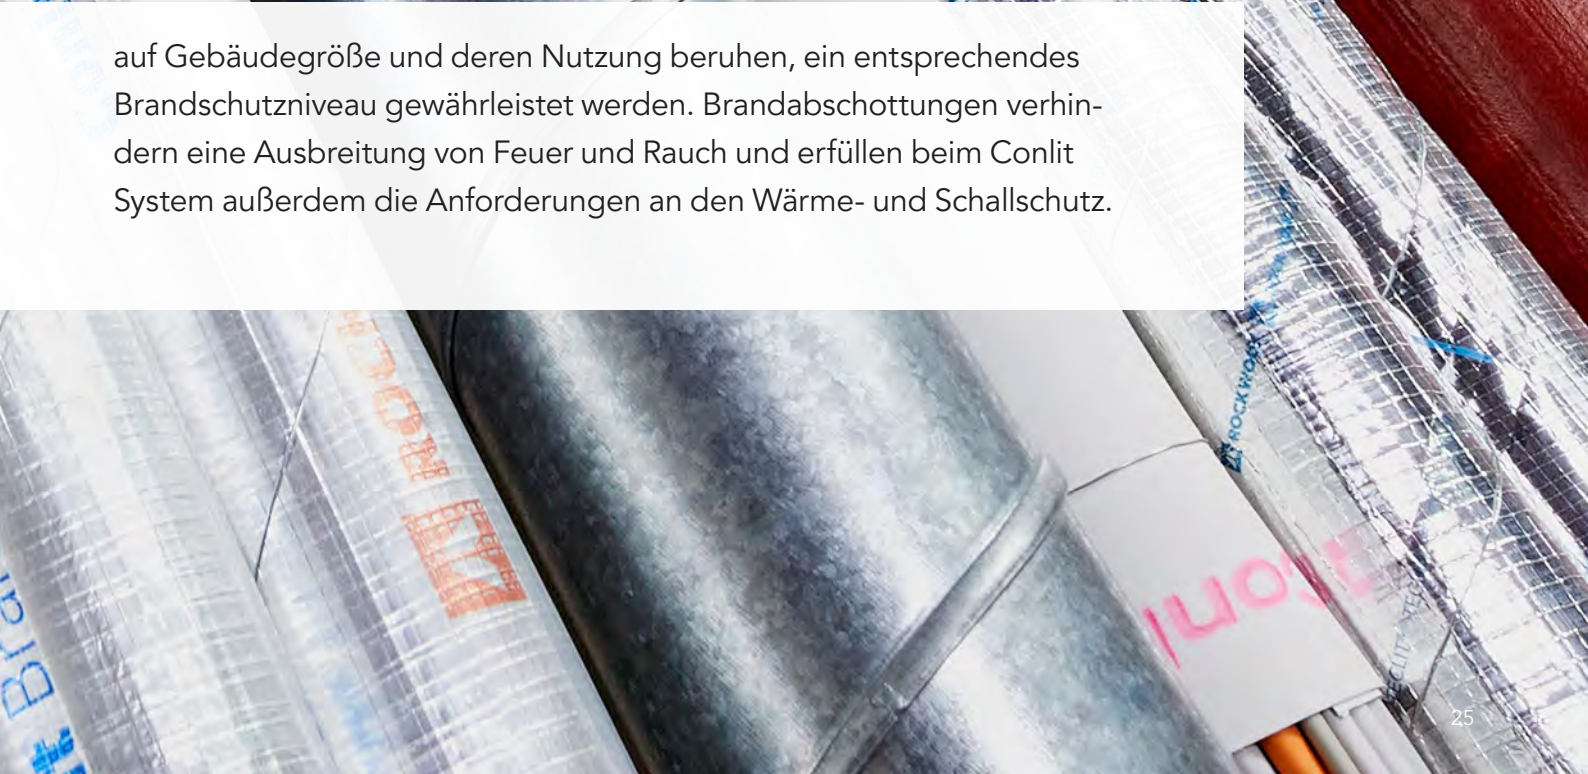 auf Gebäudegröße und deren Nutzung beruhen, ein entsprechendes
Brandschutzniveau gewährleistet werden. Brandabschottungen verhin-
dern eine Ausbreitung von Feuer und Rauch und erfüllen beim Conlit
System außerdem die Anforderungen an den Wärme- und Schallschutz.
ROCKWOOL
25